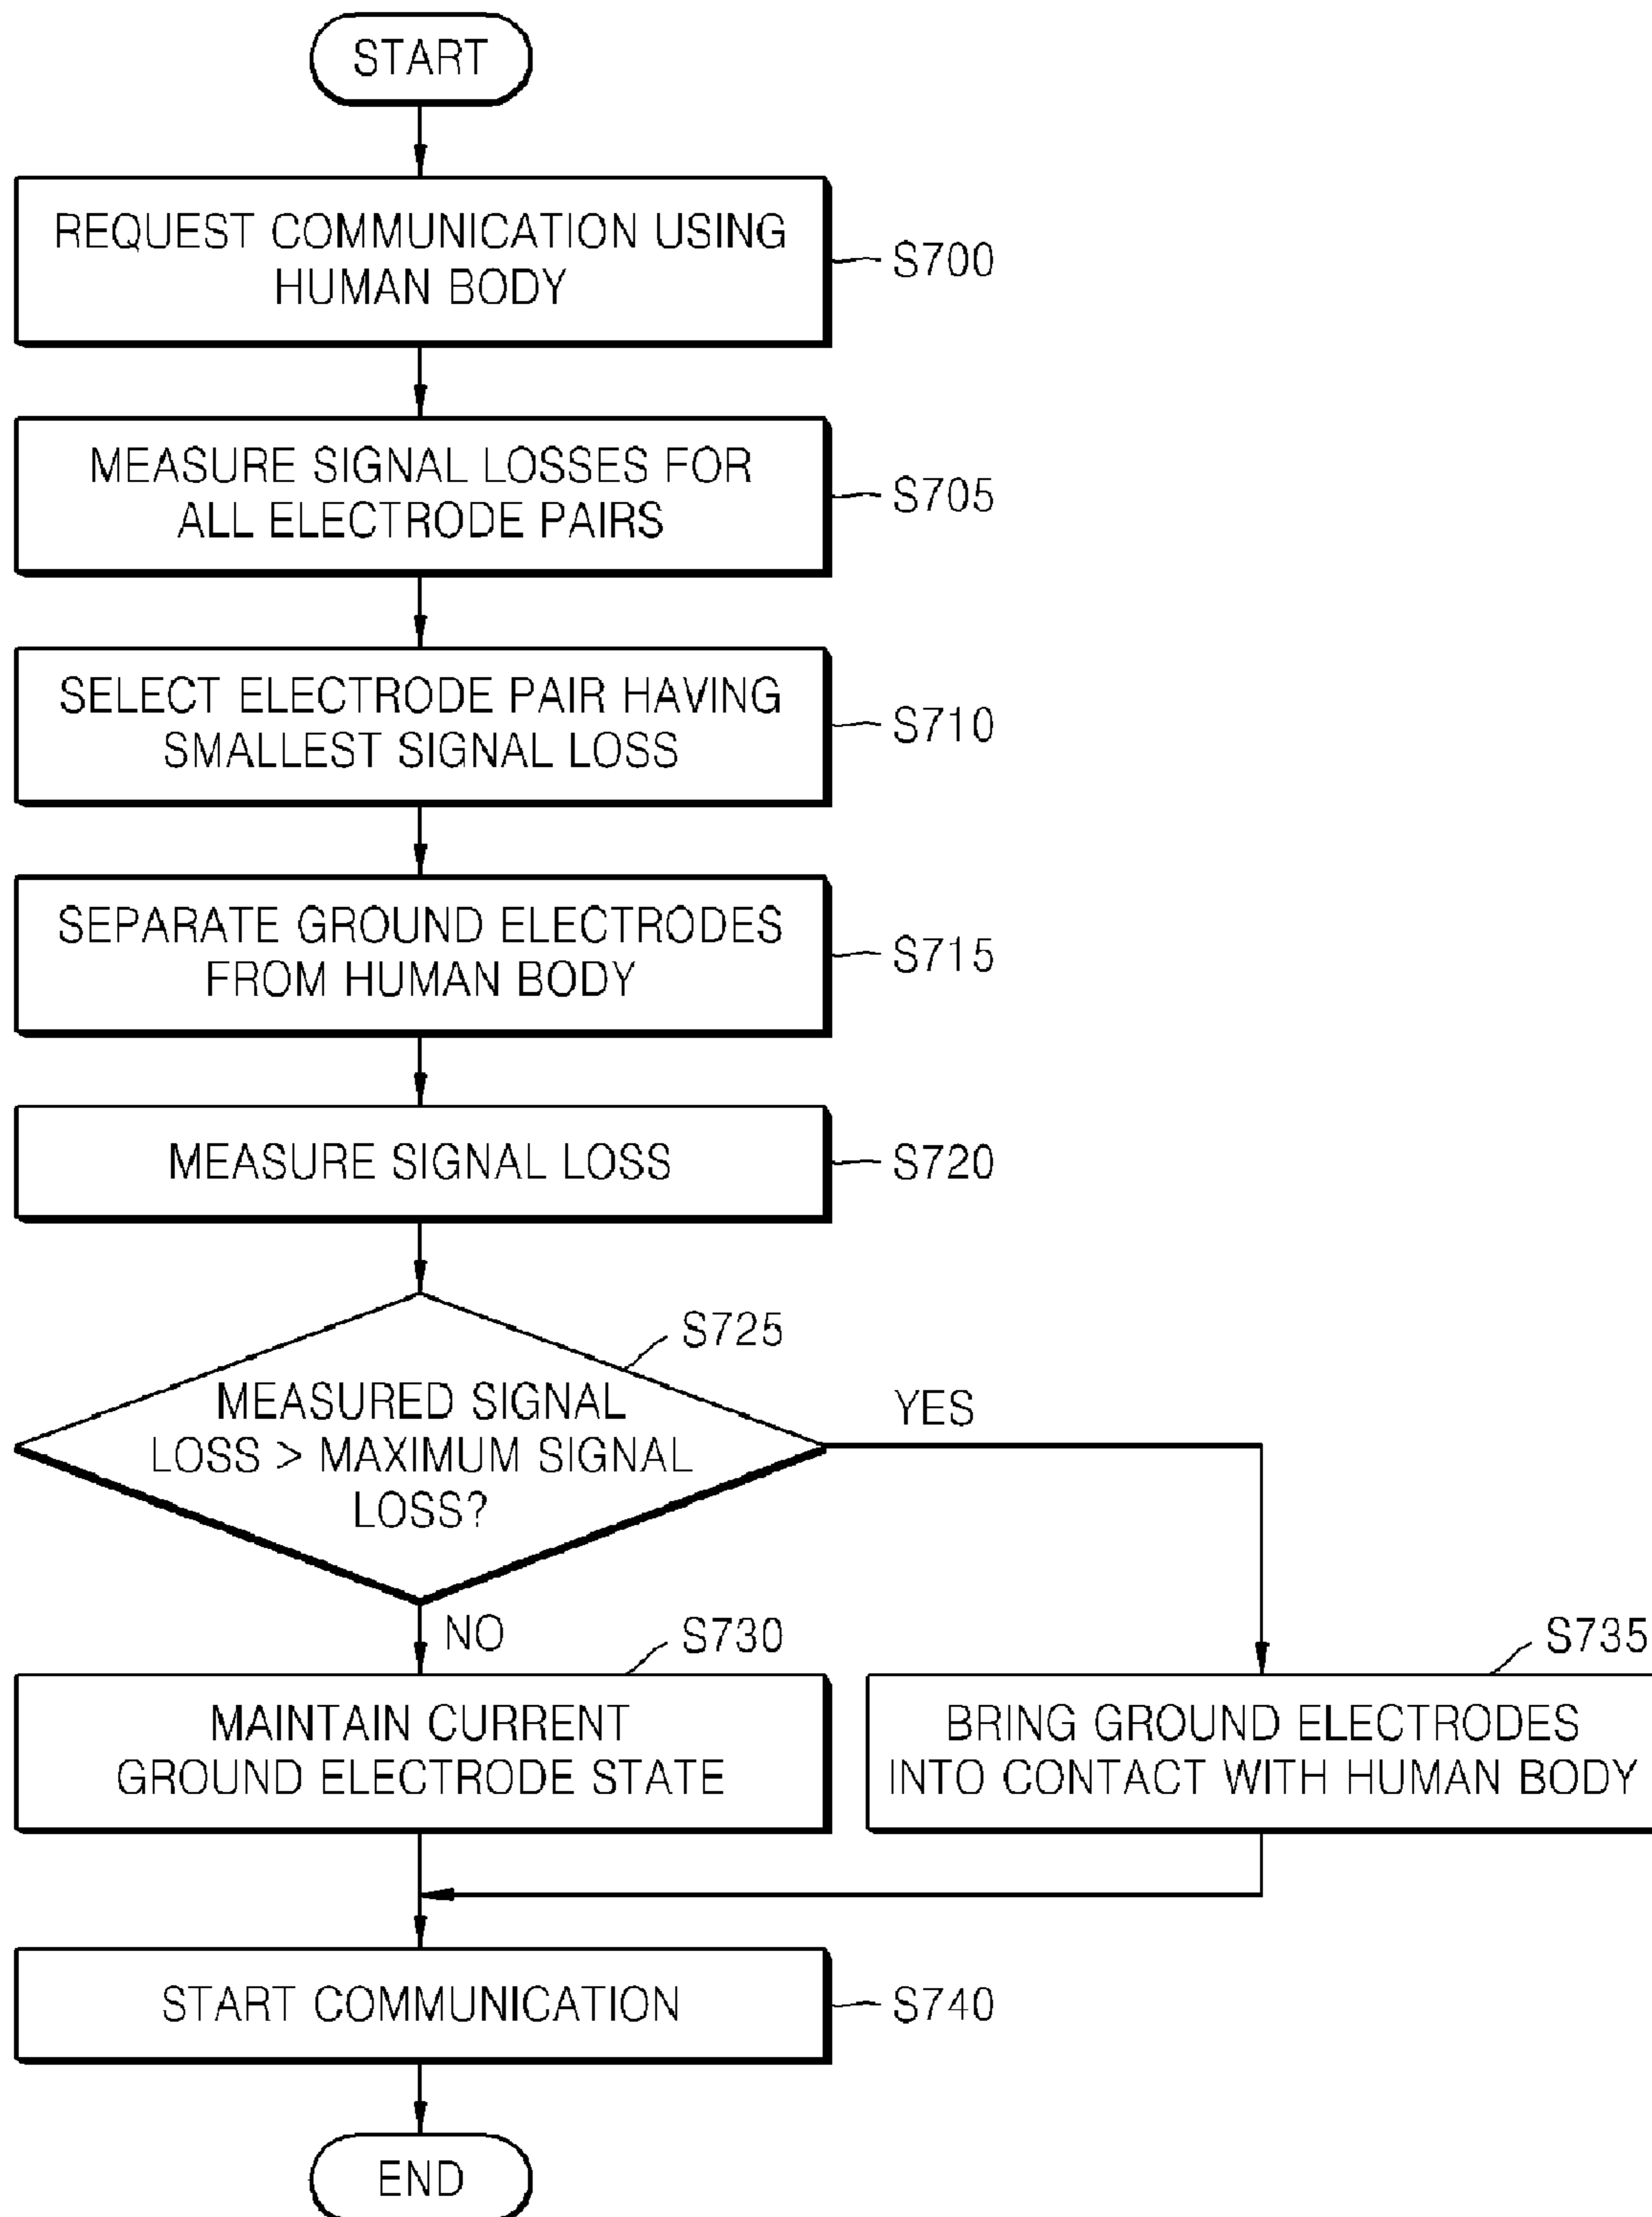 START
REQUEST COMMUNICATION USING
HUMAN BODY
S700
MEASURE SIGNAL LOSSES FOR
ALL ELECTRODE PAIRS
S705
SELECT ELECTRODE PAIR HAVING
SMALLEST SIGNAL LOSS
S710
SEPARATE GROUND ELECTRODES
FROM HUMAN BODY
S715
MEASURE SIGNAL LOSS
S720
S725
MEASURED SIGNAL
LOSS > MAXIMUM SIGNAL
LOSS?
YES
NO
S730
MAINTAIN CURRENT
GROUND ELECTRODE STATE
S735
BRING GROUND ELECTRODES
INTO CONTACT WITH HUMAN BODY
START COMMUNICATION
S740
END